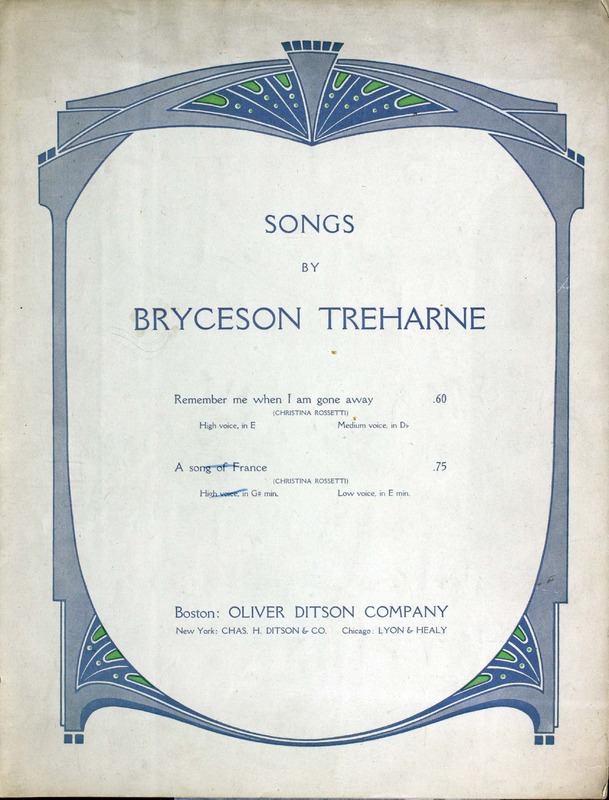 SONGS
BY
BRYCESON TREHARNE
Remember me when I am gone away .60
(CHRISTINA ROSSETTI)
High voice, in E Medium voice, in D♭
A song of France .75
(CHRISTINA ROSSETTI)
High voice, in G♯ min. Low voice, in E min.
Boston: OLIVER DITSON COMPANY
New York: CHAS. H. DITSON & CO. Chicago: LYON & HEALY